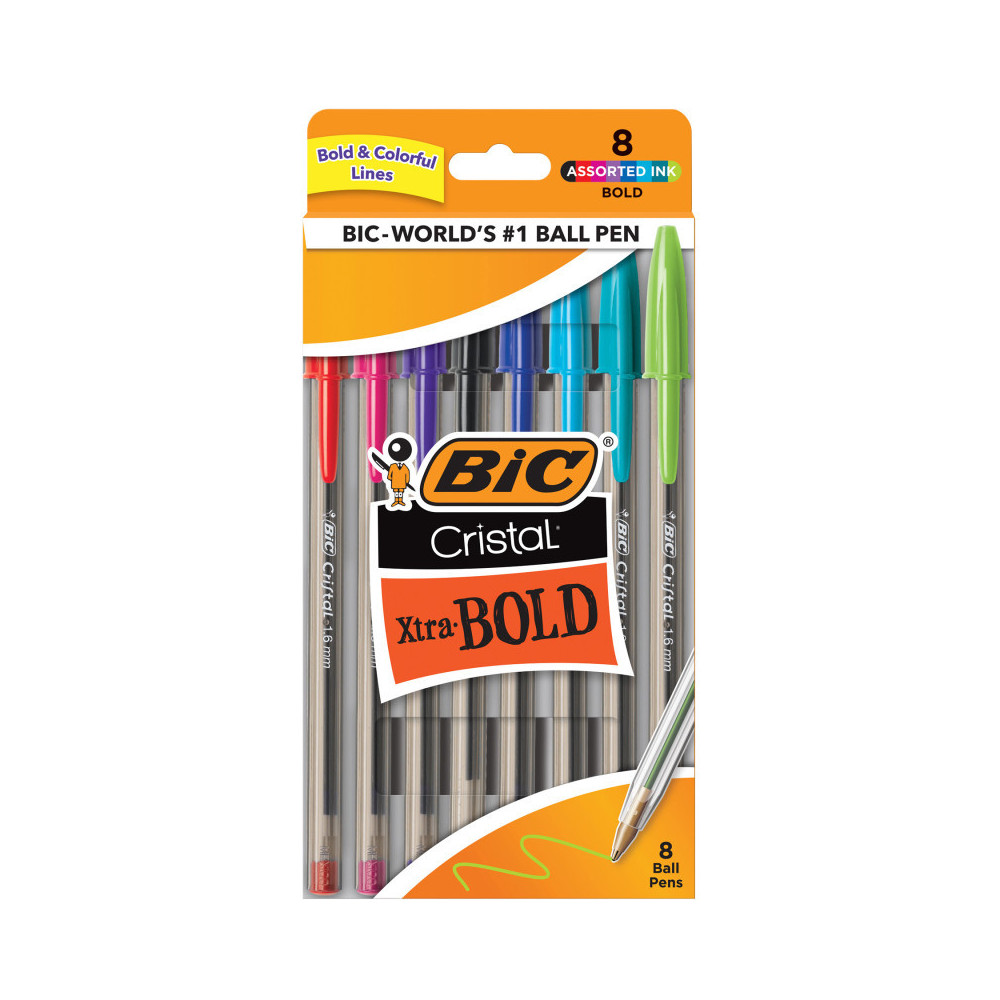 Bold & Colorful
Lines
8
ASSORTED INK
BOLD
BIC-WORLD'S #1 BALL PEN
BiC®
Cristal®
Xtra-BOLD
BiC Cristal 1.6 mm
BiC Cristal
BiC Cristal 1.6 mm
8
Ball
Pens